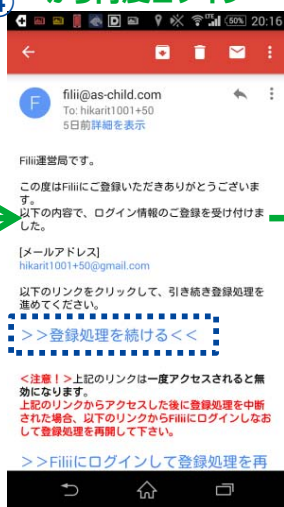 50% 20:16
F
filii@as-child.com
To: hikarit1001+50
5日前詳細を表示
Filii運営局です。
この度はFiliiにご登録いただきありがとうございま
す。
以下の内容で、ログイン情報のご登録を受け付けま
した。
[メールアドレス]
hikarit1001+50@gmail.com
以下のリンクをクリックして、引き続き登録処理を
進めてください。
>>登録処理を続ける<<
<注意!>上記のリンクは一度アクセスされると無
効になります。
上記のリンクからアクセスした後に登録処理を中断
された場合、以下のリンクからFiliiにログインしなお
して登録処理を再開して下さい。
>>Filiiにログインして登録処理を再